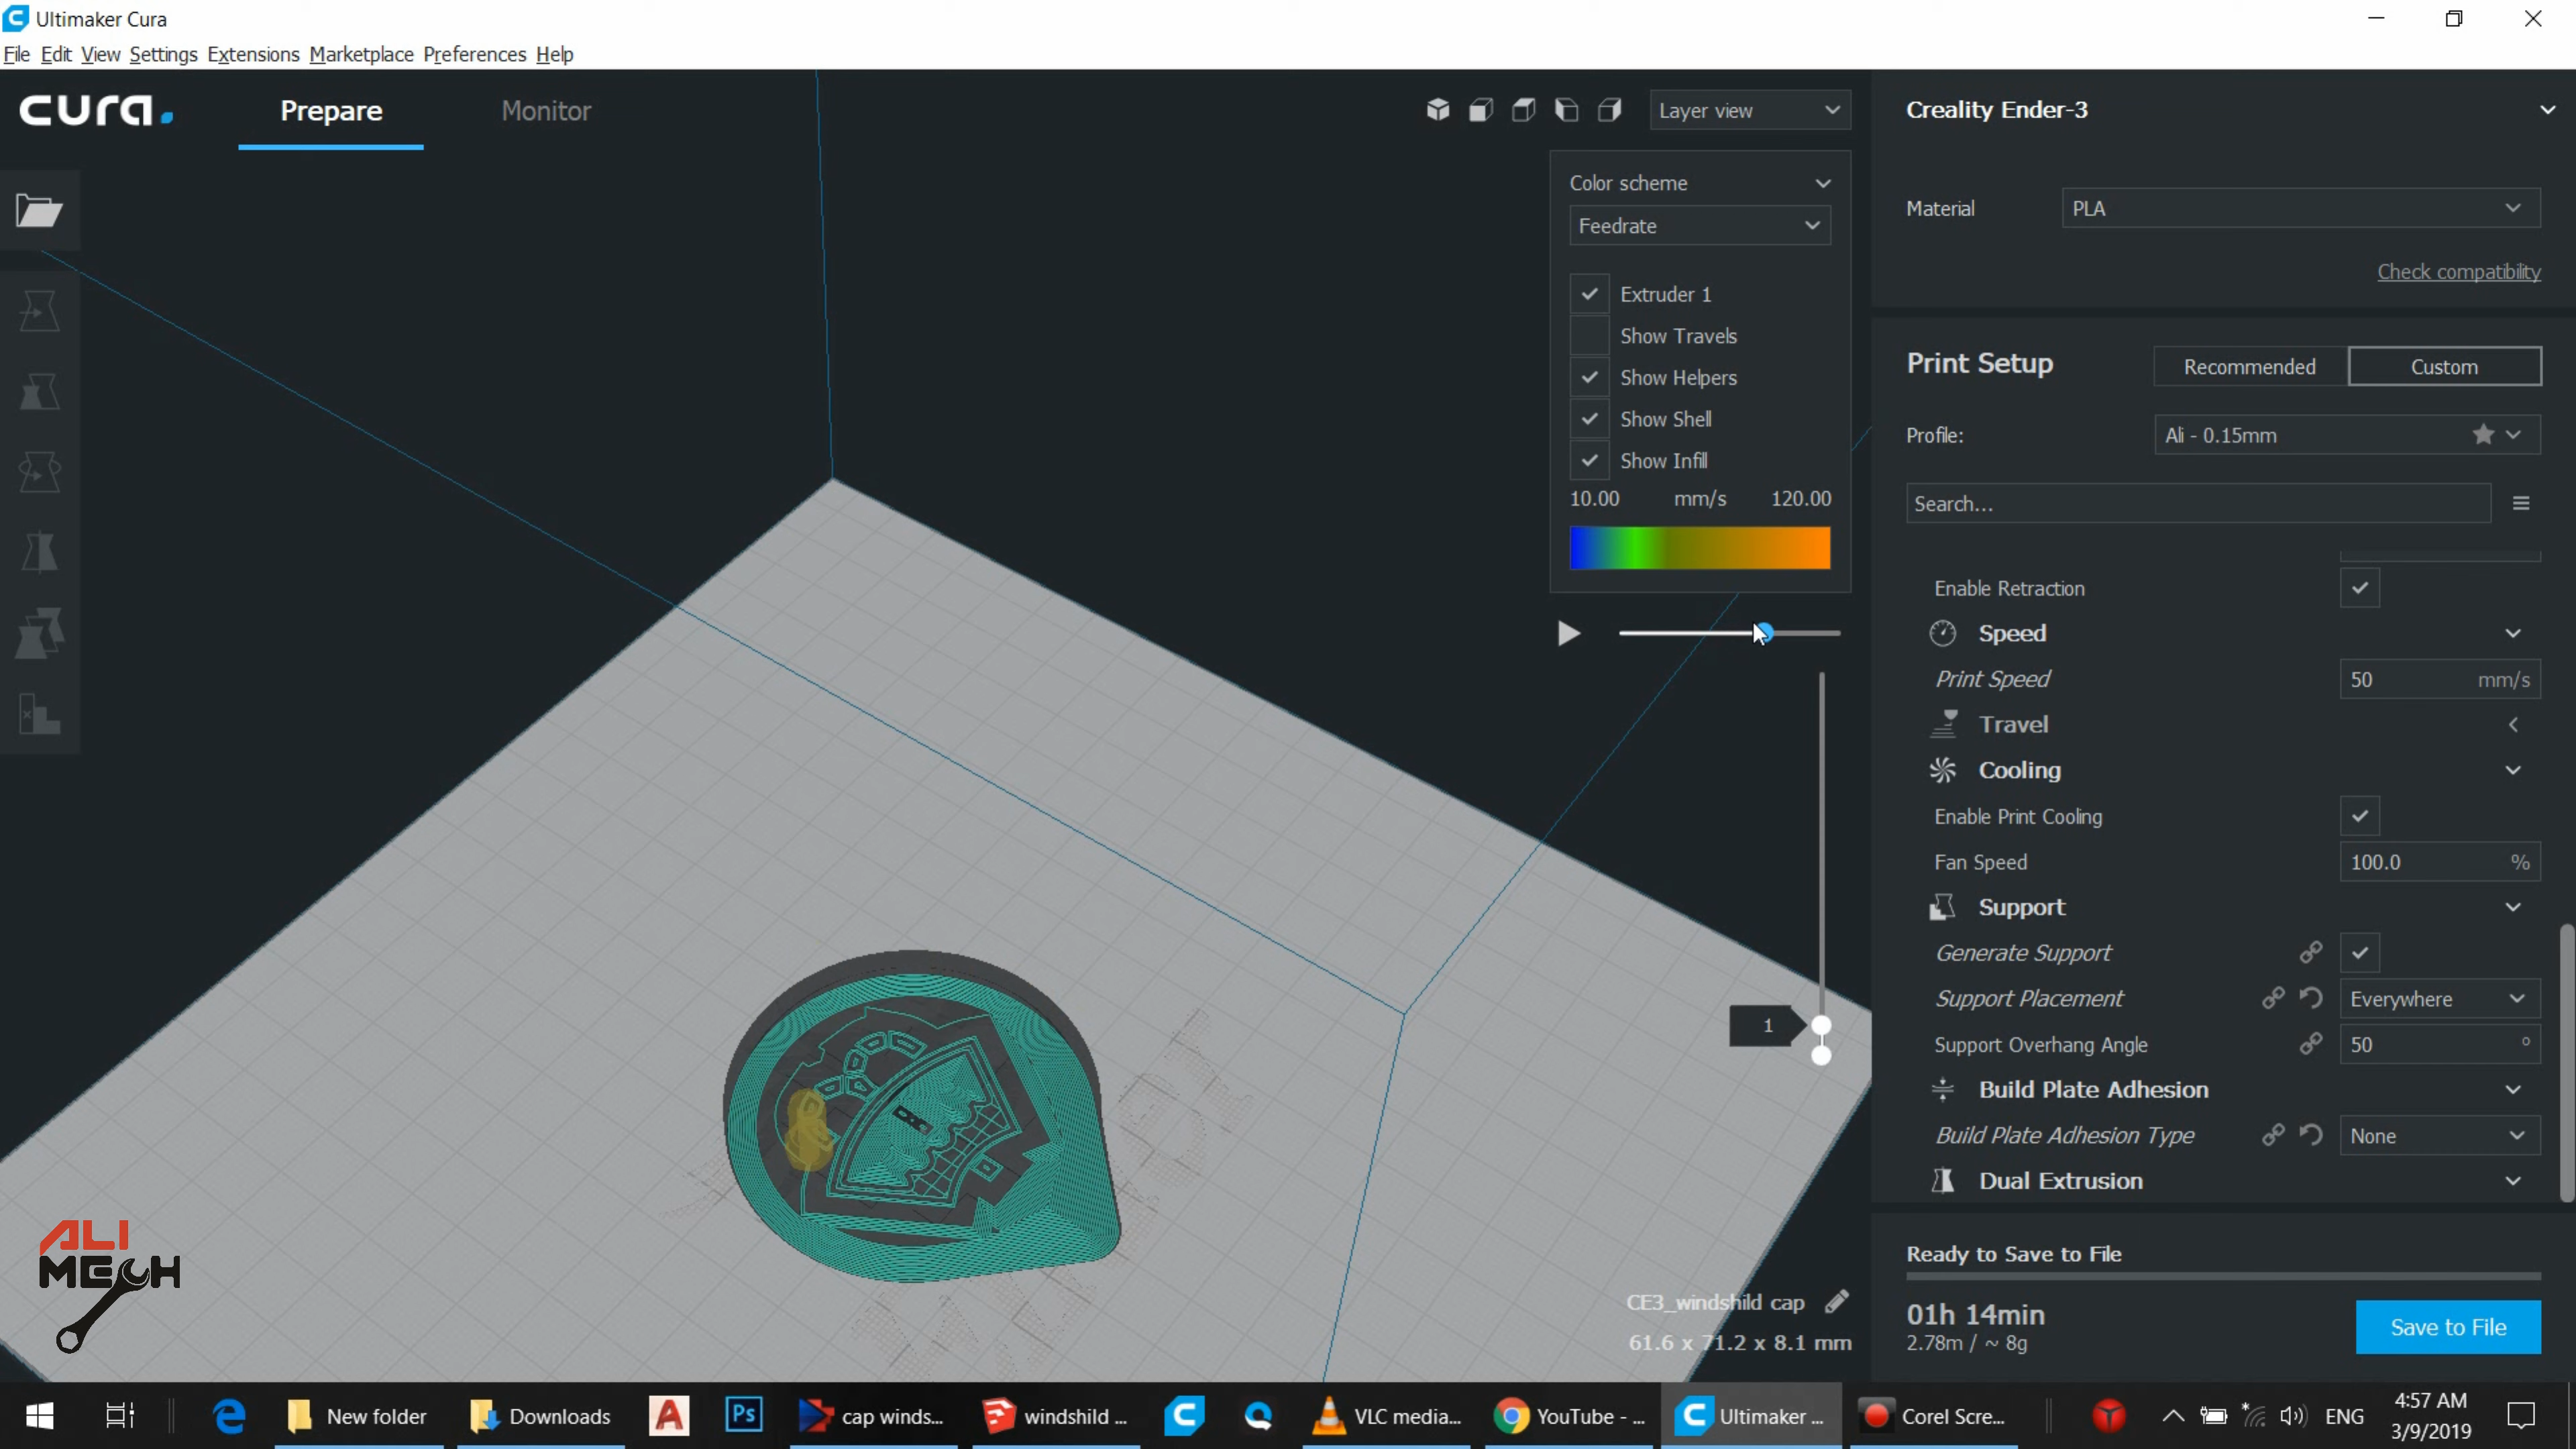 Ultimaker Cura
File Edit View Settings Extensions Marketplace Preferences Help
cura.
Prepare
Monitor
Layer view
Color scheme
Feedrate
Extruder 1
Show Travels
Show Helpers
Show Shell
Show Infill
10.00 mm/s 120.00
1
Creality Ender-3
Material PLA
Check compatibility
Print Setup Recommended Custom
Profile: Ali - 0.15mm
Search...
Enable Retraction
Speed
Print Speed 50 mm/s
Travel
Cooling
Enable Print Cooling
Fan Speed 100.0 %
Support
Generate Support
Support Placement Everywhere
Support Overhang Angle 50 °
Build Plate Adhesion
Build Plate Adhesion Type None
Dual Extrusion
Ready to Save to File
01h 14min
2.78m / ~ 8g
Save to File
CE3_windshild cap
61.6 x 71.2 x 8.1 mm
ALI
MECH
New folder
Downloads
Ps
cap winds...
windshild ...
VLC media...
YouTube - ...
Ultimaker ...
Corel Scre...
ENG
4:57 AM
3/9/2019